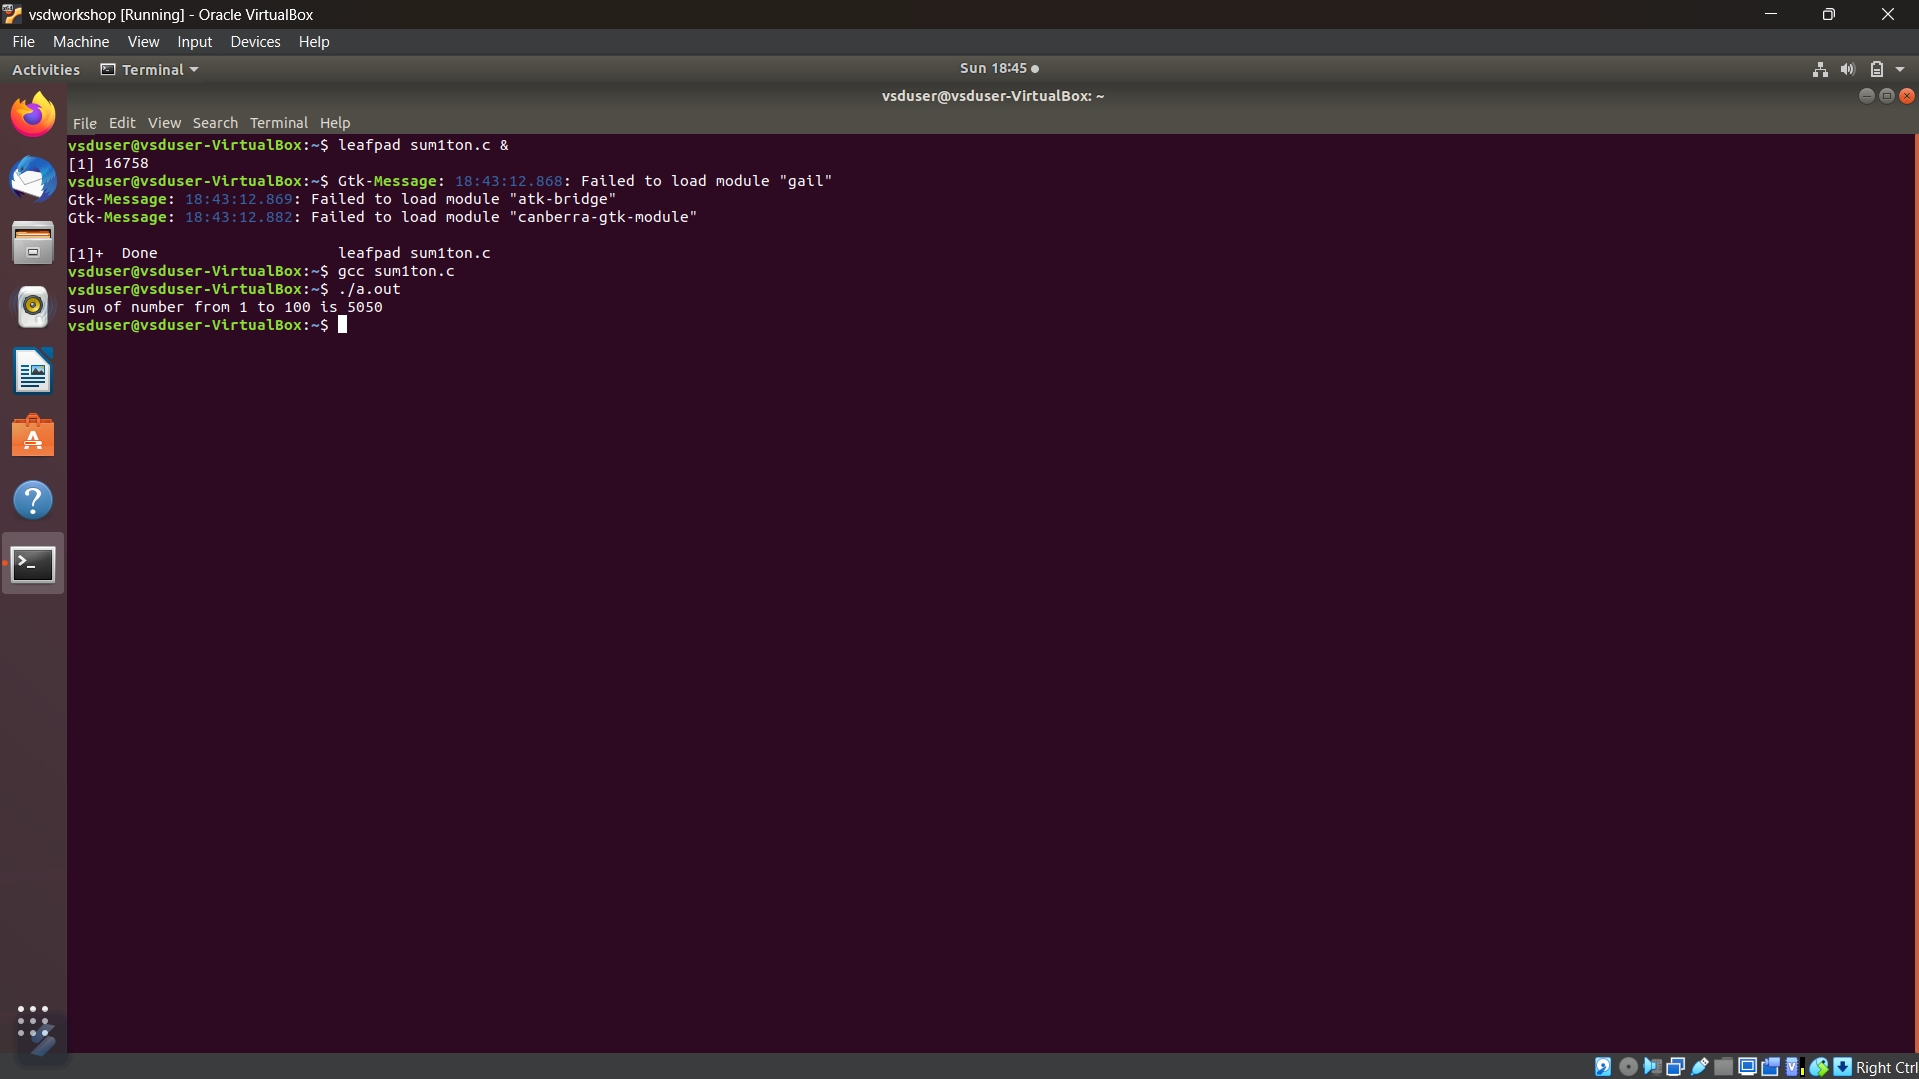 vsdworkshop [Running] - Oracle VirtualBox
File Machine View Input Devices Help
Activities Terminal Sun 18:45
vsduser@vsduser-VirtualBox: ~
File Edit View Search Terminal Help
vsduser@vsduser-VirtualBox:~$ leafpad sum1ton.c &
[1] 16758
vsduser@vsduser-VirtualBox:~$ Gtk-Message: 18:43:12.868: Failed to load module "gail"
Gtk-Message: 18:43:12.869: Failed to load module "atk-bridge"
Gtk-Message: 18:43:12.882: Failed to load module "canberra-gtk-module"
[1]+  Done                    leafpad sum1ton.c
vsduser@vsduser-VirtualBox:~$ gcc sum1ton.c
vsduser@vsduser-VirtualBox:~$ ./a.out
sum of number from 1 to 100 is 5050
vsduser@vsduser-VirtualBox:~$
Right Ctrl